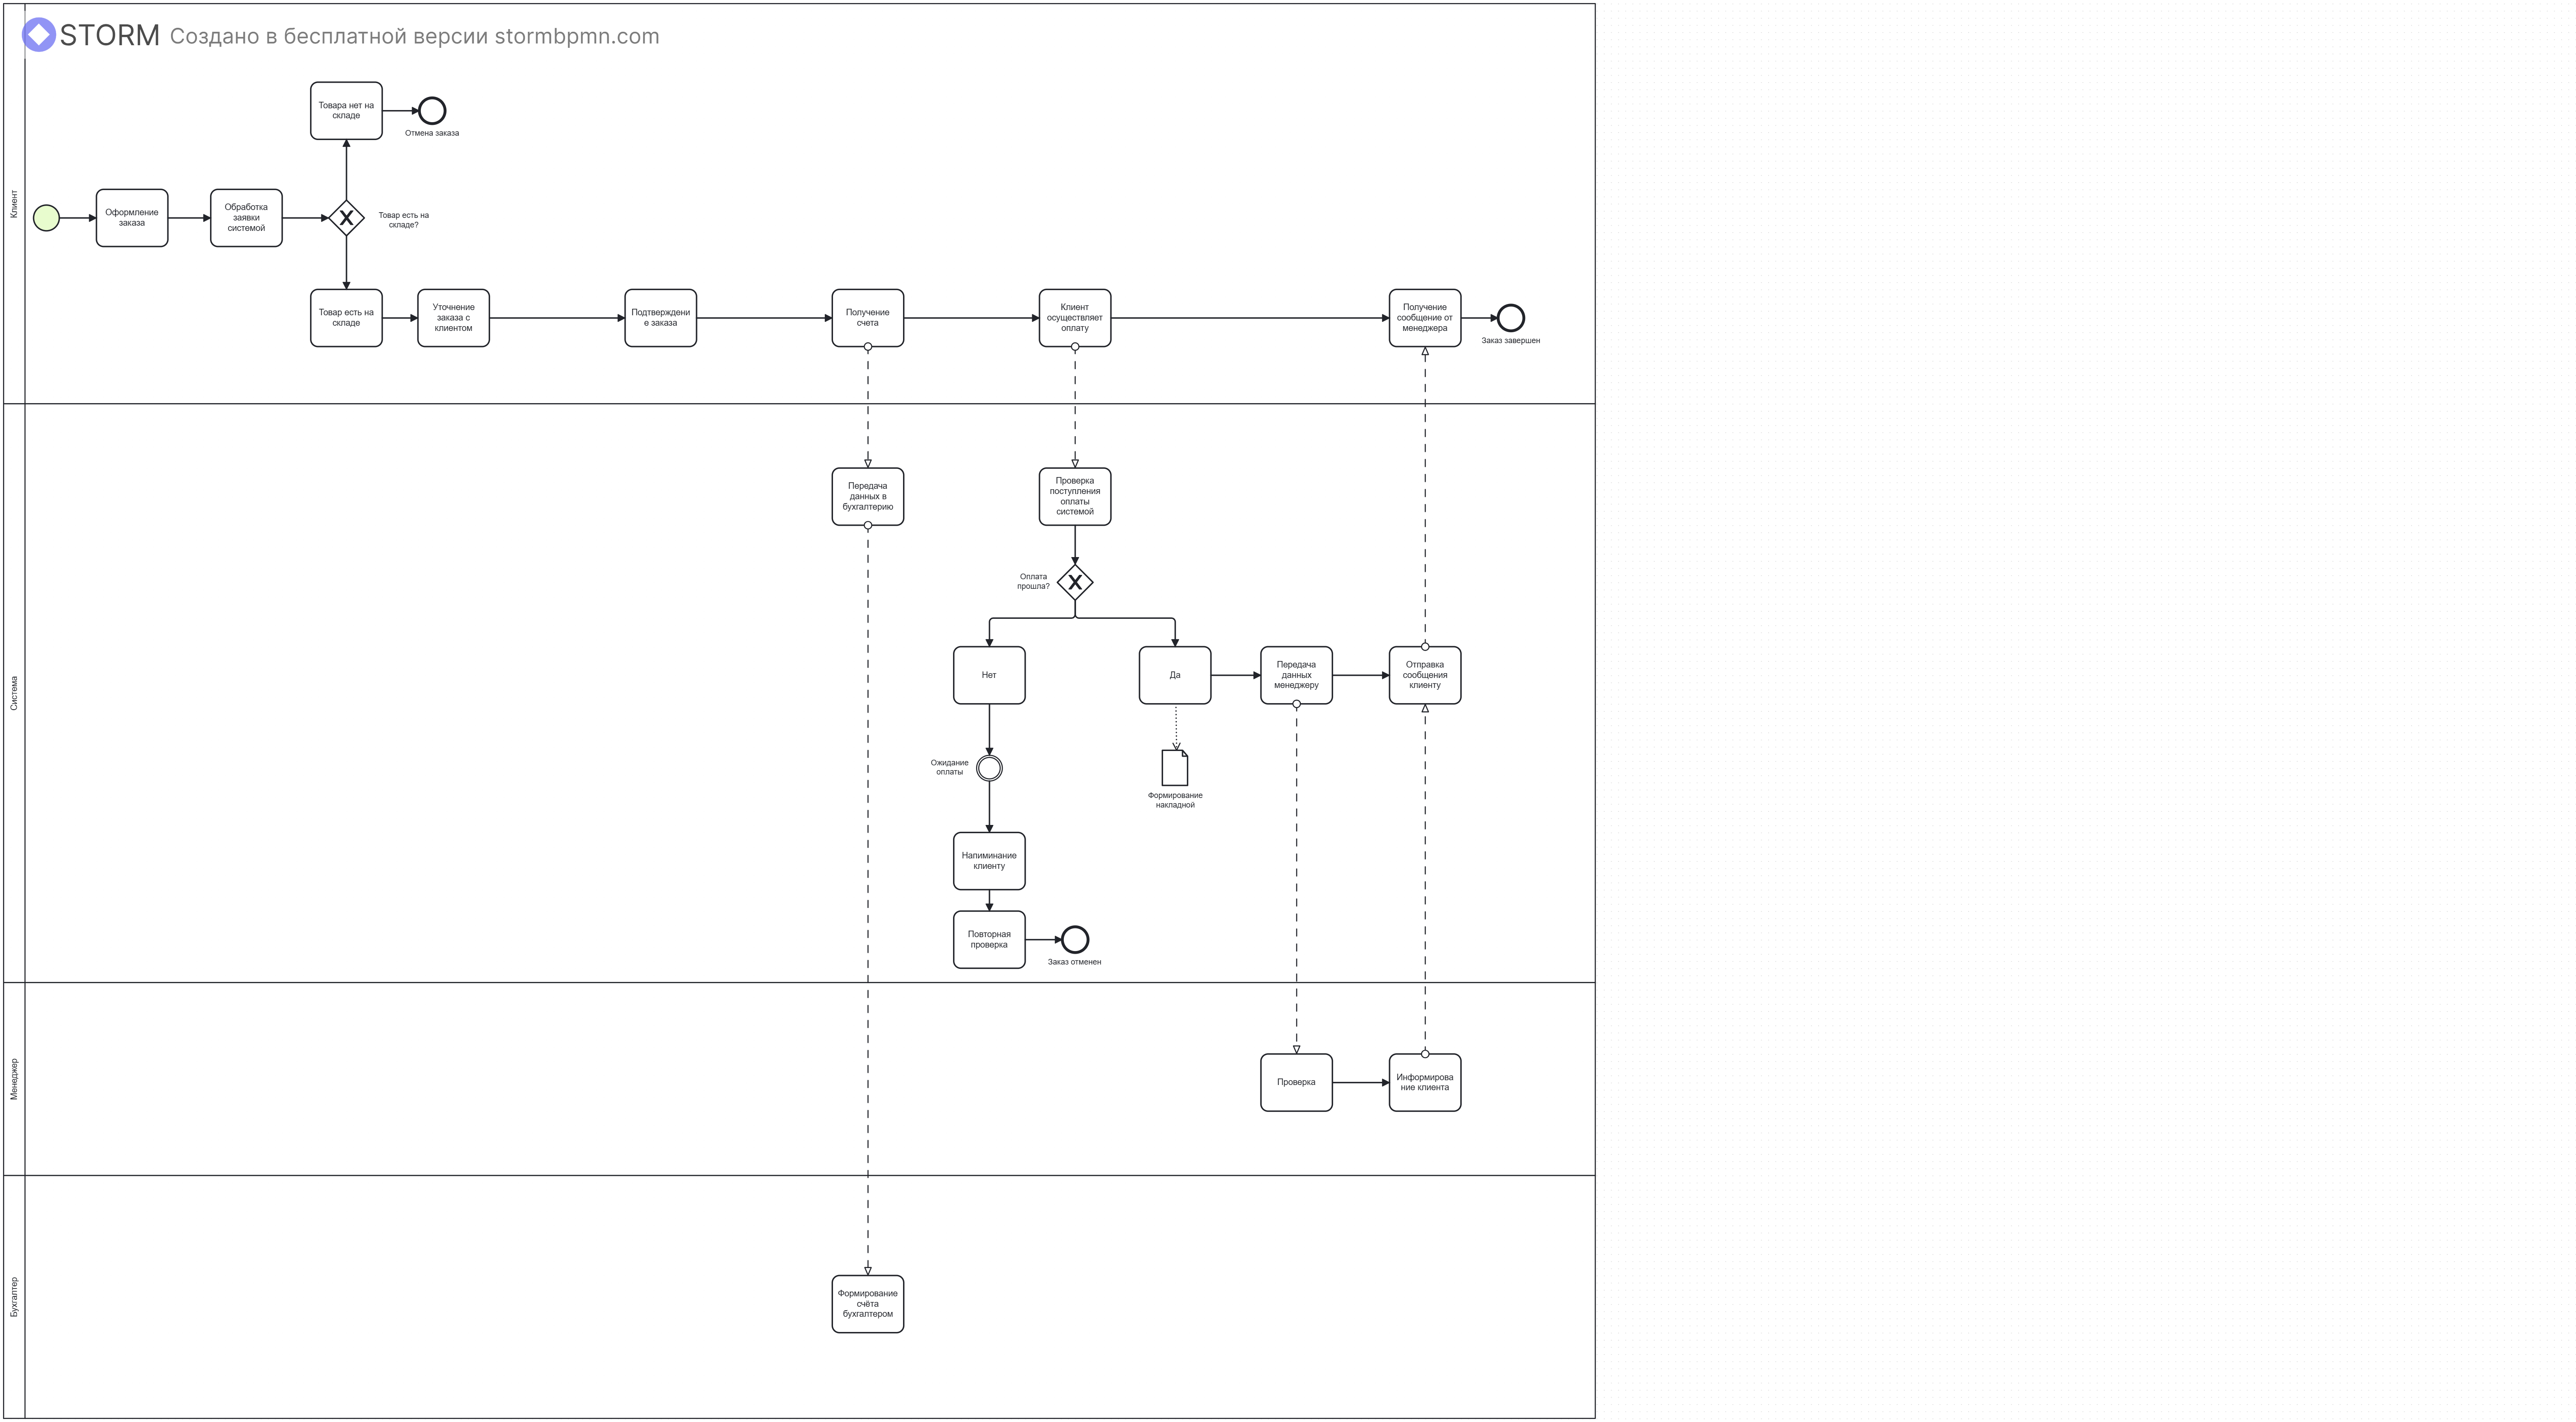 STORM Создано в бесплатной версии stormbpmn.com
Клиент
Товара нет на
складе
Отмена заказа
Оформление
заказа
Обработка
заявки
системой
Товар есть на
складе?
Товар есть на
складе
Уточнение
заказа с
клиентом
Подтверждени
е заказа
Получение
счета
Клиент
осуществляет
оплату
Получение
сообщение от
менеджера
Заказ завершен
Система
Передача
данных в
бухгалтерию
Проверка
поступления
оплаты
системой
Оплата
прошла?
Нет
Да
Передача
данных
менеджеру
Отправка
сообщения
клиенту
Ожидание
оплаты
Формирование
накладной
Напиминание
клиенту
Повторная
проверка
Заказ отменен
Менеджер
Проверка
Информирова
ние клиента
Бухгалтер
Формирование
счёта
бухгалтером